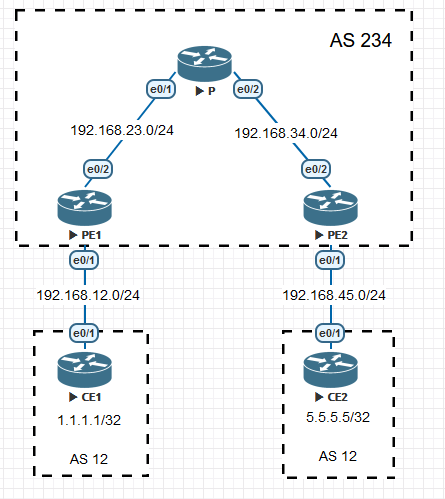 AS 234
P
e0/1
e0/2
192.168.23.0/24
192.168.34.0/24
e0/2
e0/2
PE1
PE2
e0/1
e0/1
192.168.12.0/24
192.168.45.0/24
e0/1
e0/1
CE1
CE2
1.1.1.1/32
5.5.5.5/32
AS 12
AS 12